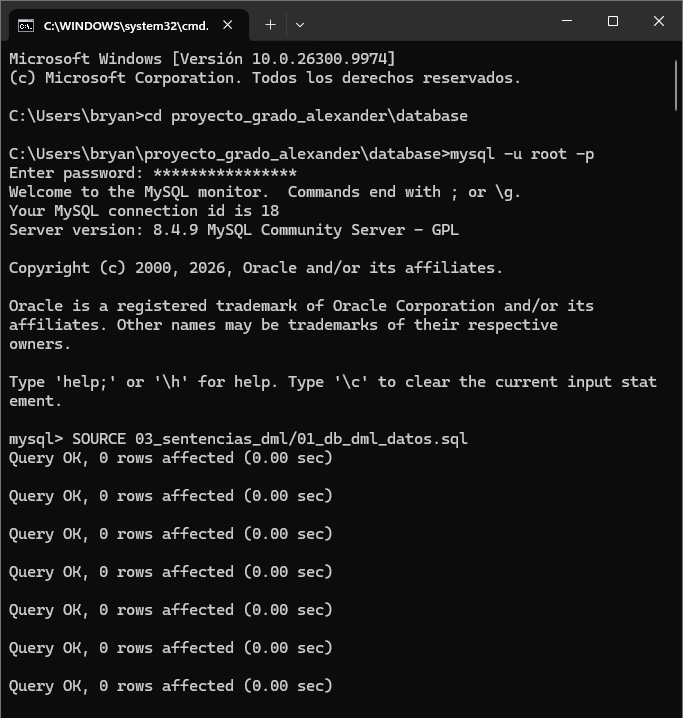 C:\WINDOWS\system32\cmd.
Microsoft Windows [Versión 10.0.26300.9974]
(c) Microsoft Corporation. Todos los derechos reservados.
C:\Users\bryan>cd proyecto_grado_alexander\database
C:\Users\bryan\proyecto_grado_alexander\database>mysql -u root -p
Enter password: ****************
Welcome to the MySQL monitor.  Commands end with ; or \g.
Your MySQL connection id is 18
Server version: 8.4.9 MySQL Community Server - GPL
Copyright (c) 2000, 2026, Oracle and/or its affiliates.
Oracle is a registered trademark of Oracle Corporation and/or its
affiliates. Other names may be trademarks of their respective
owners.
Type 'help;' or '\h' for help. Type '\c' to clear the current input stat
ement.
mysql> SOURCE 03_sentencias_dml/01_db_dml_datos.sql
Query OK, 0 rows affected (0.00 sec)
Query OK, 0 rows affected (0.00 sec)
Query OK, 0 rows affected (0.00 sec)
Query OK, 0 rows affected (0.00 sec)
Query OK, 0 rows affected (0.00 sec)
Query OK, 0 rows affected (0.00 sec)
Query OK, 0 rows affected (0.00 sec)